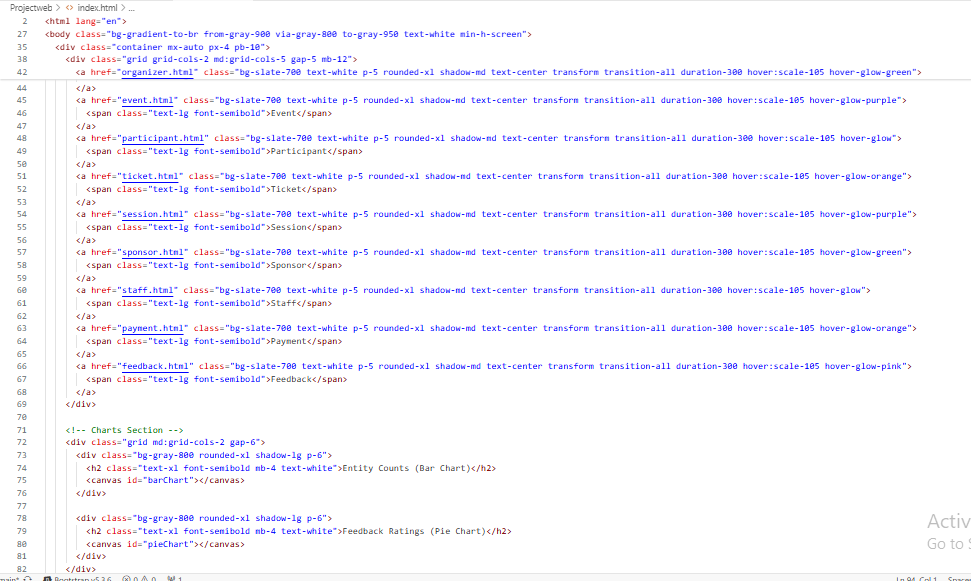 Projectweb > <> index.html > ...
2 <html lang="en">
27 <body class="bg-gradient-to-br from-gray-900 via-gray-800 to-gray-950 text-white min-h-screen">
35 <div class="container mx-auto px-4 pb-10">
38 <div class="grid grid-cols-2 md:grid-cols-5 gap-5 mb-12">
42 <a href="organizer.html" class="bg-slate-700 text-white p-5 rounded-xl shadow-md text-center transform transition-all duration-300 hover:scale-105 hover-glow-green">
44 </a>
45 <a href="event.html" class="bg-slate-700 text-white p-5 rounded-xl shadow-md text-center transform transition-all duration-300 hover:scale-105 hover-glow-purple">
46 <span class="text-lg font-semibold">Event</span>
47 </a>
48 <a href="participant.html" class="bg-slate-700 text-white p-5 rounded-xl shadow-md text-center transform transition-all duration-300 hover:scale-105 hover-glow">
49 <span class="text-lg font-semibold">Participant</span>
50 </a>
51 <a href="ticket.html" class="bg-slate-700 text-white p-5 rounded-xl shadow-md text-center transform transition-all duration-300 hover:scale-105 hover-glow-orange">
52 <span class="text-lg font-semibold">Ticket</span>
53 </a>
54 <a href="session.html" class="bg-slate-700 text-white p-5 rounded-xl shadow-md text-center transform transition-all duration-300 hover:scale-105 hover-glow-purple">
55 <span class="text-lg font-semibold">Session</span>
56 </a>
57 <a href="sponsor.html" class="bg-slate-700 text-white p-5 rounded-xl shadow-md text-center transform transition-all duration-300 hover:scale-105 hover-glow-green">
58 <span class="text-lg font-semibold">Sponsor</span>
59 </a>
60 <a href="staff.html" class="bg-slate-700 text-white p-5 rounded-xl shadow-md text-center transform transition-all duration-300 hover:scale-105 hover-glow">
61 <span class="text-lg font-semibold">Staff</span>
62 </a>
63 <a href="payment.html" class="bg-slate-700 text-white p-5 rounded-xl shadow-md text-center transform transition-all duration-300 hover:scale-105 hover-glow-orange">
64 <span class="text-lg font-semibold">Payment</span>
65 </a>
66 <a href="feedback.html" class="bg-slate-700 text-white p-5 rounded-xl shadow-md text-center transform transition-all duration-300 hover:scale-105 hover-glow-pink">
67 <span class="text-lg font-semibold">Feedback</span>
68 </a>
69 </div>
70
71 <!-- Charts Section -->
72 <div class="grid md:grid-cols-2 gap-6">
73 <div class="bg-gray-800 rounded-xl shadow-lg p-6">
74 <h2 class="text-xl font-semibold mb-4 text-white">Entity Counts (Bar Chart)</h2>
75 <canvas id="barChart"></canvas>
76 </div>
77
78 <div class="bg-gray-800 rounded-xl shadow-lg p-6">
79 <h2 class="text-xl font-semibold mb-4 text-white">Feedback Ratings (Pie Chart)</h2>
80 <canvas id="pieChart"></canvas>
81 </div>
82 </div>
Activ
Go to S
main* Bootstrap v5.3.6 0 0 1 Ln 94, Col 1 Spaces